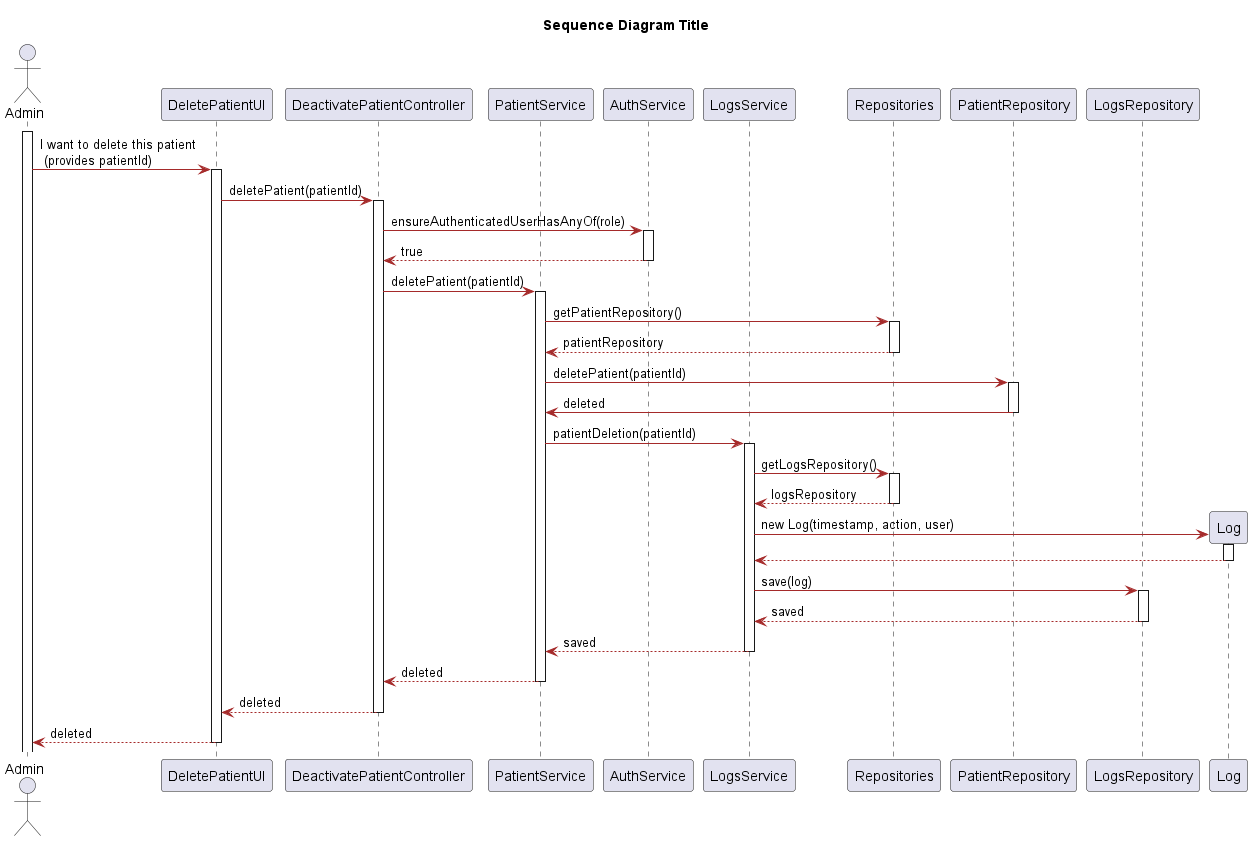 Sequence Diagram Title
Admin
DeletePatientUI
DeactivatePatientController
PatientService
AuthService
LogsService
Repositories
PatientRepository
LogsRepository
I want to delete this patient
(provides patientId)
deletePatient(patientId)
ensureAuthenticatedUserHasAnyOf(role)
true
deletePatient(patientId)
getPatientRepository()
patientRepository
deletePatient(patientId)
deleted
patientDeletion(patientId)
getLogsRepository()
logsRepository
new Log(timestamp, action, user)
Log
save(log)
saved
saved
deleted
deleted
deleted
Admin
DeletePatientUI
DeactivatePatientController
PatientService
AuthService
LogsService
Repositories
PatientRepository
LogsRepository
Log